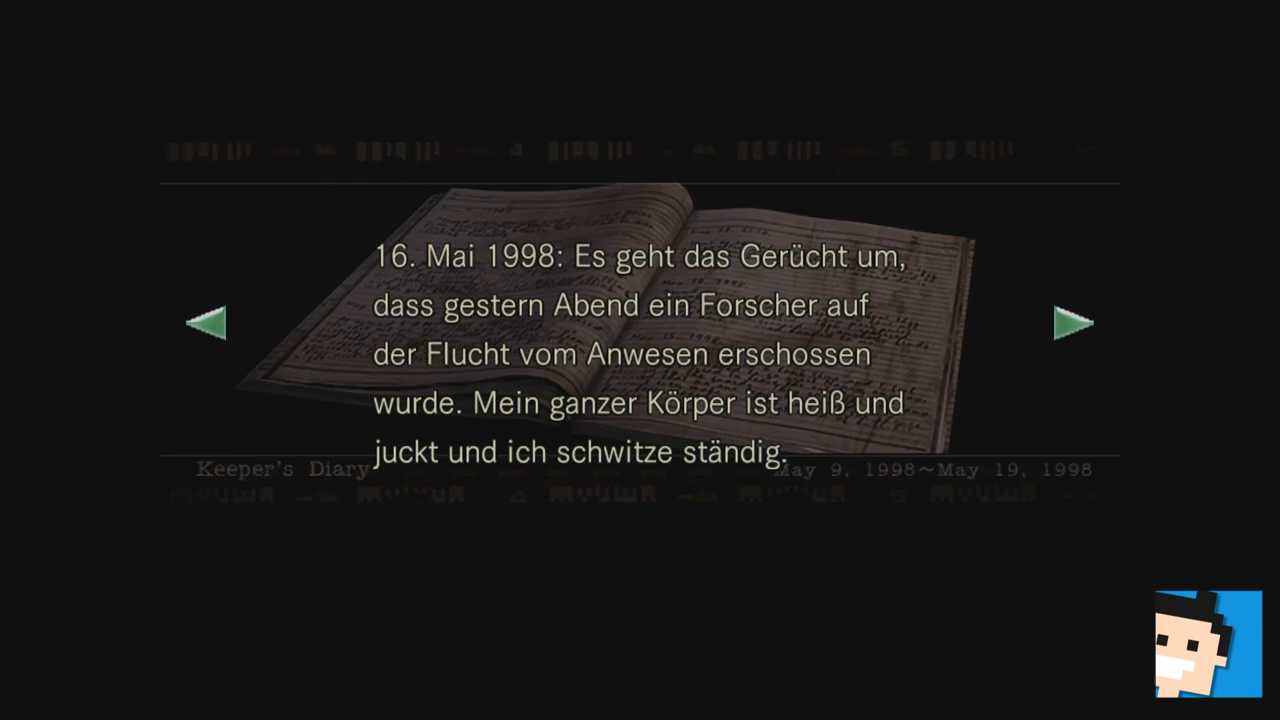 16. Mai 1998: Es geht das Gerücht um,
dass gestern Abend ein Forscher auf
der Flucht vom Anwesen erschossen
wurde. Mein ganzer Körper ist heiß und
juckt und ich schwitze ständig.
Keeper's Diary
May 9, 1998~May 19, 1998